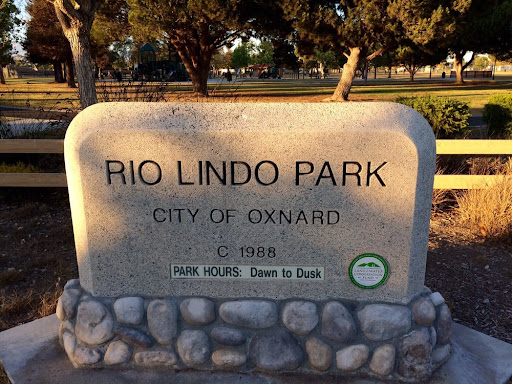 RIO LINDO PARK
CITY OF OXNARD
C 1988
PARK HOURS: Dawn to Dusk